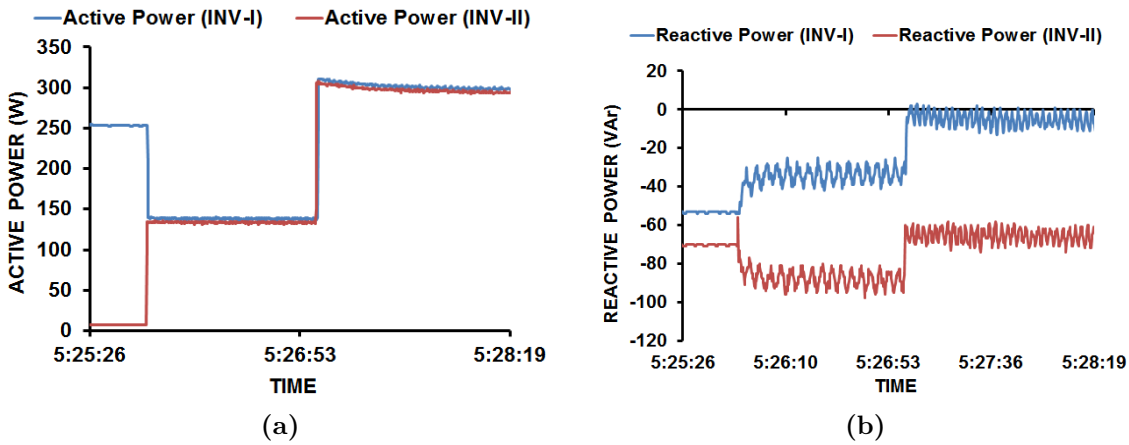 Active Power (INV-I) Active Power (INV-II)
ACTIVE POWER (W)
350
300
250
200
150
100
50
0
5:25:26 5:26:53 5:28:19
TIME
(a)
Reactive Power (INV-I) Reactive Power (INV-II)
REACTIVE POWER (VAr)
20
0
-20
-40
-60
-80
-100
-120
5:25:26 5:26:10 5:26:53 5:27:36 5:28:19
TIME
(b)